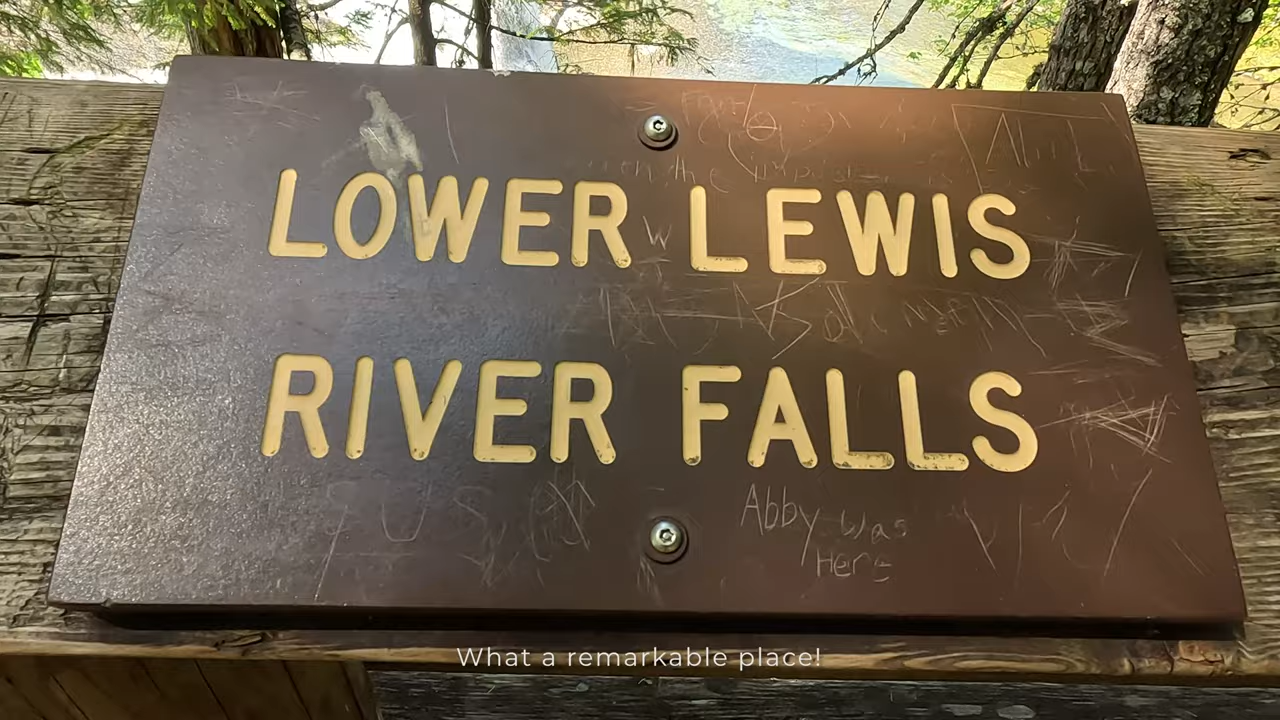 LOWER LEWIS
RIVER FALLS
Abby was
Here
What a remarkable place!